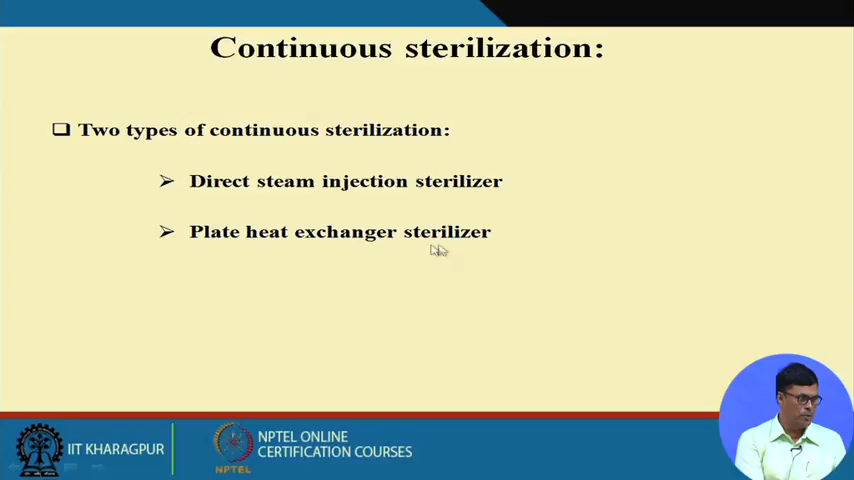 Continuous sterilization:
Two types of continuous sterilization:
Direct steam injection sterilizer
Plate heat exchanger sterilizer
IIT KHARAGPUR
NPTEL
NPTEL ONLINE
CERTIFICATION COURSES